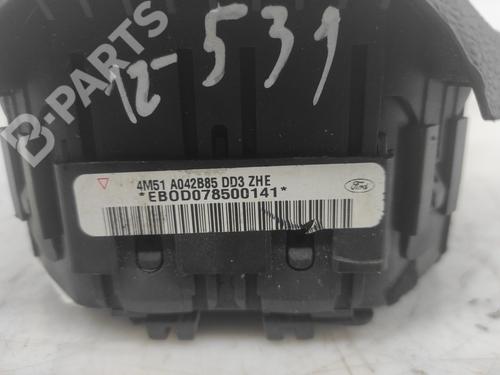 B-PARTS
12-539
4M51 A042B85 DD3 ZHE
Ford
*EBOD078500141*